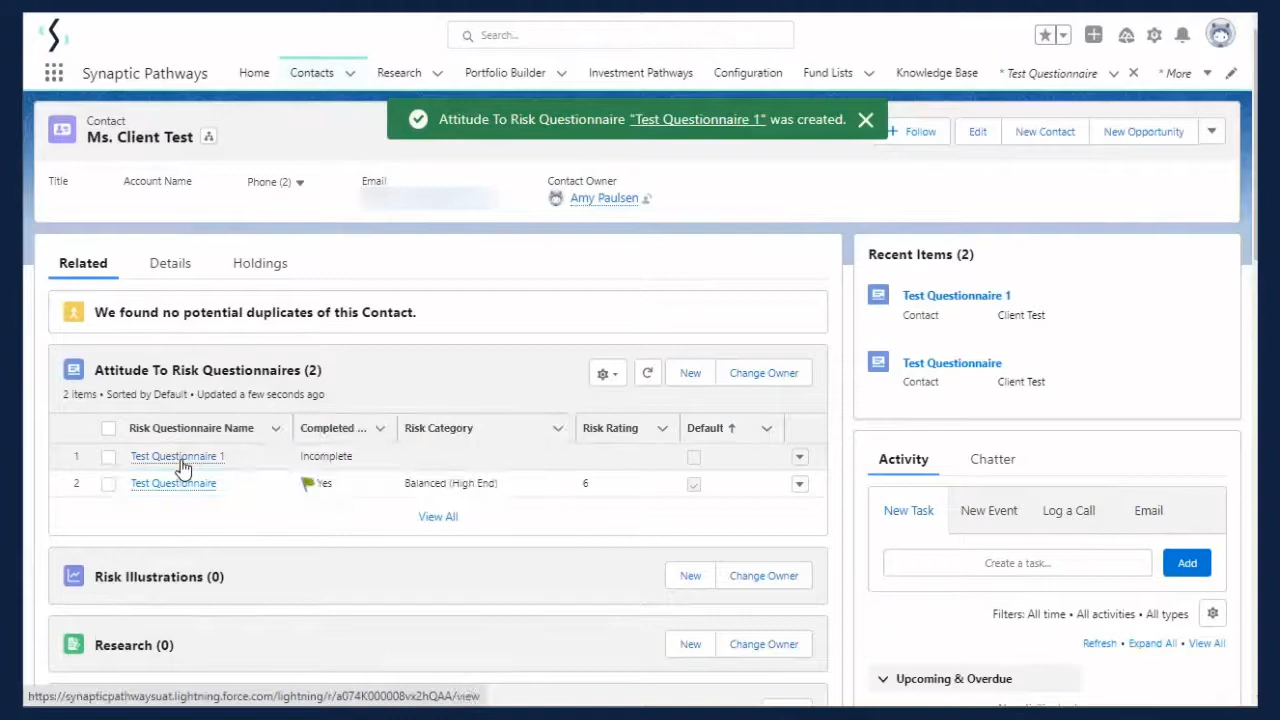 Search...
Synaptic Pathways
Home
Contacts
Research
Portfolio Builder
Investment Pathways
Configuration
Fund Lists
Knowledge Base
* Test Questionnaire
* More
Attitude To Risk Questionnaire "Test Questionnaire 1" was created.
Contact
Ms. Client Test
Follow
Edit
New Contact
New Opportunity
Title
Account Name
Phone (2)
Email
Contact Owner
Amy Paulsen
Related
Details
Holdings
We found no potential duplicates of this Contact.
Attitude To Risk Questionnaires (2)
2 items • Sorted by Default • Updated a few seconds ago
New
Change Owner
Risk Questionnaire Name
Completed ...
Risk Category
Risk Rating
Default
1 Test Questionnaire 1 Incomplete
2 Test Questionnaire Yes Balanced (High End) 6
View All
Risk Illustrations (0)
New
Change Owner
Research (0)
New
Change Owner
Recent Items (2)
Test Questionnaire 1
Contact Client Test
Test Questionnaire
Contact Client Test
Activity
Chatter
New Task
New Event
Log a Call
Email
Create a task...
Add
Filters: All time • All activities • All types
Refresh • Expand All • View All
Upcoming & Overdue
https://synapticpathwaysuat.lightning.force.com/lightning/r/a074K000008vx2hQAA/view